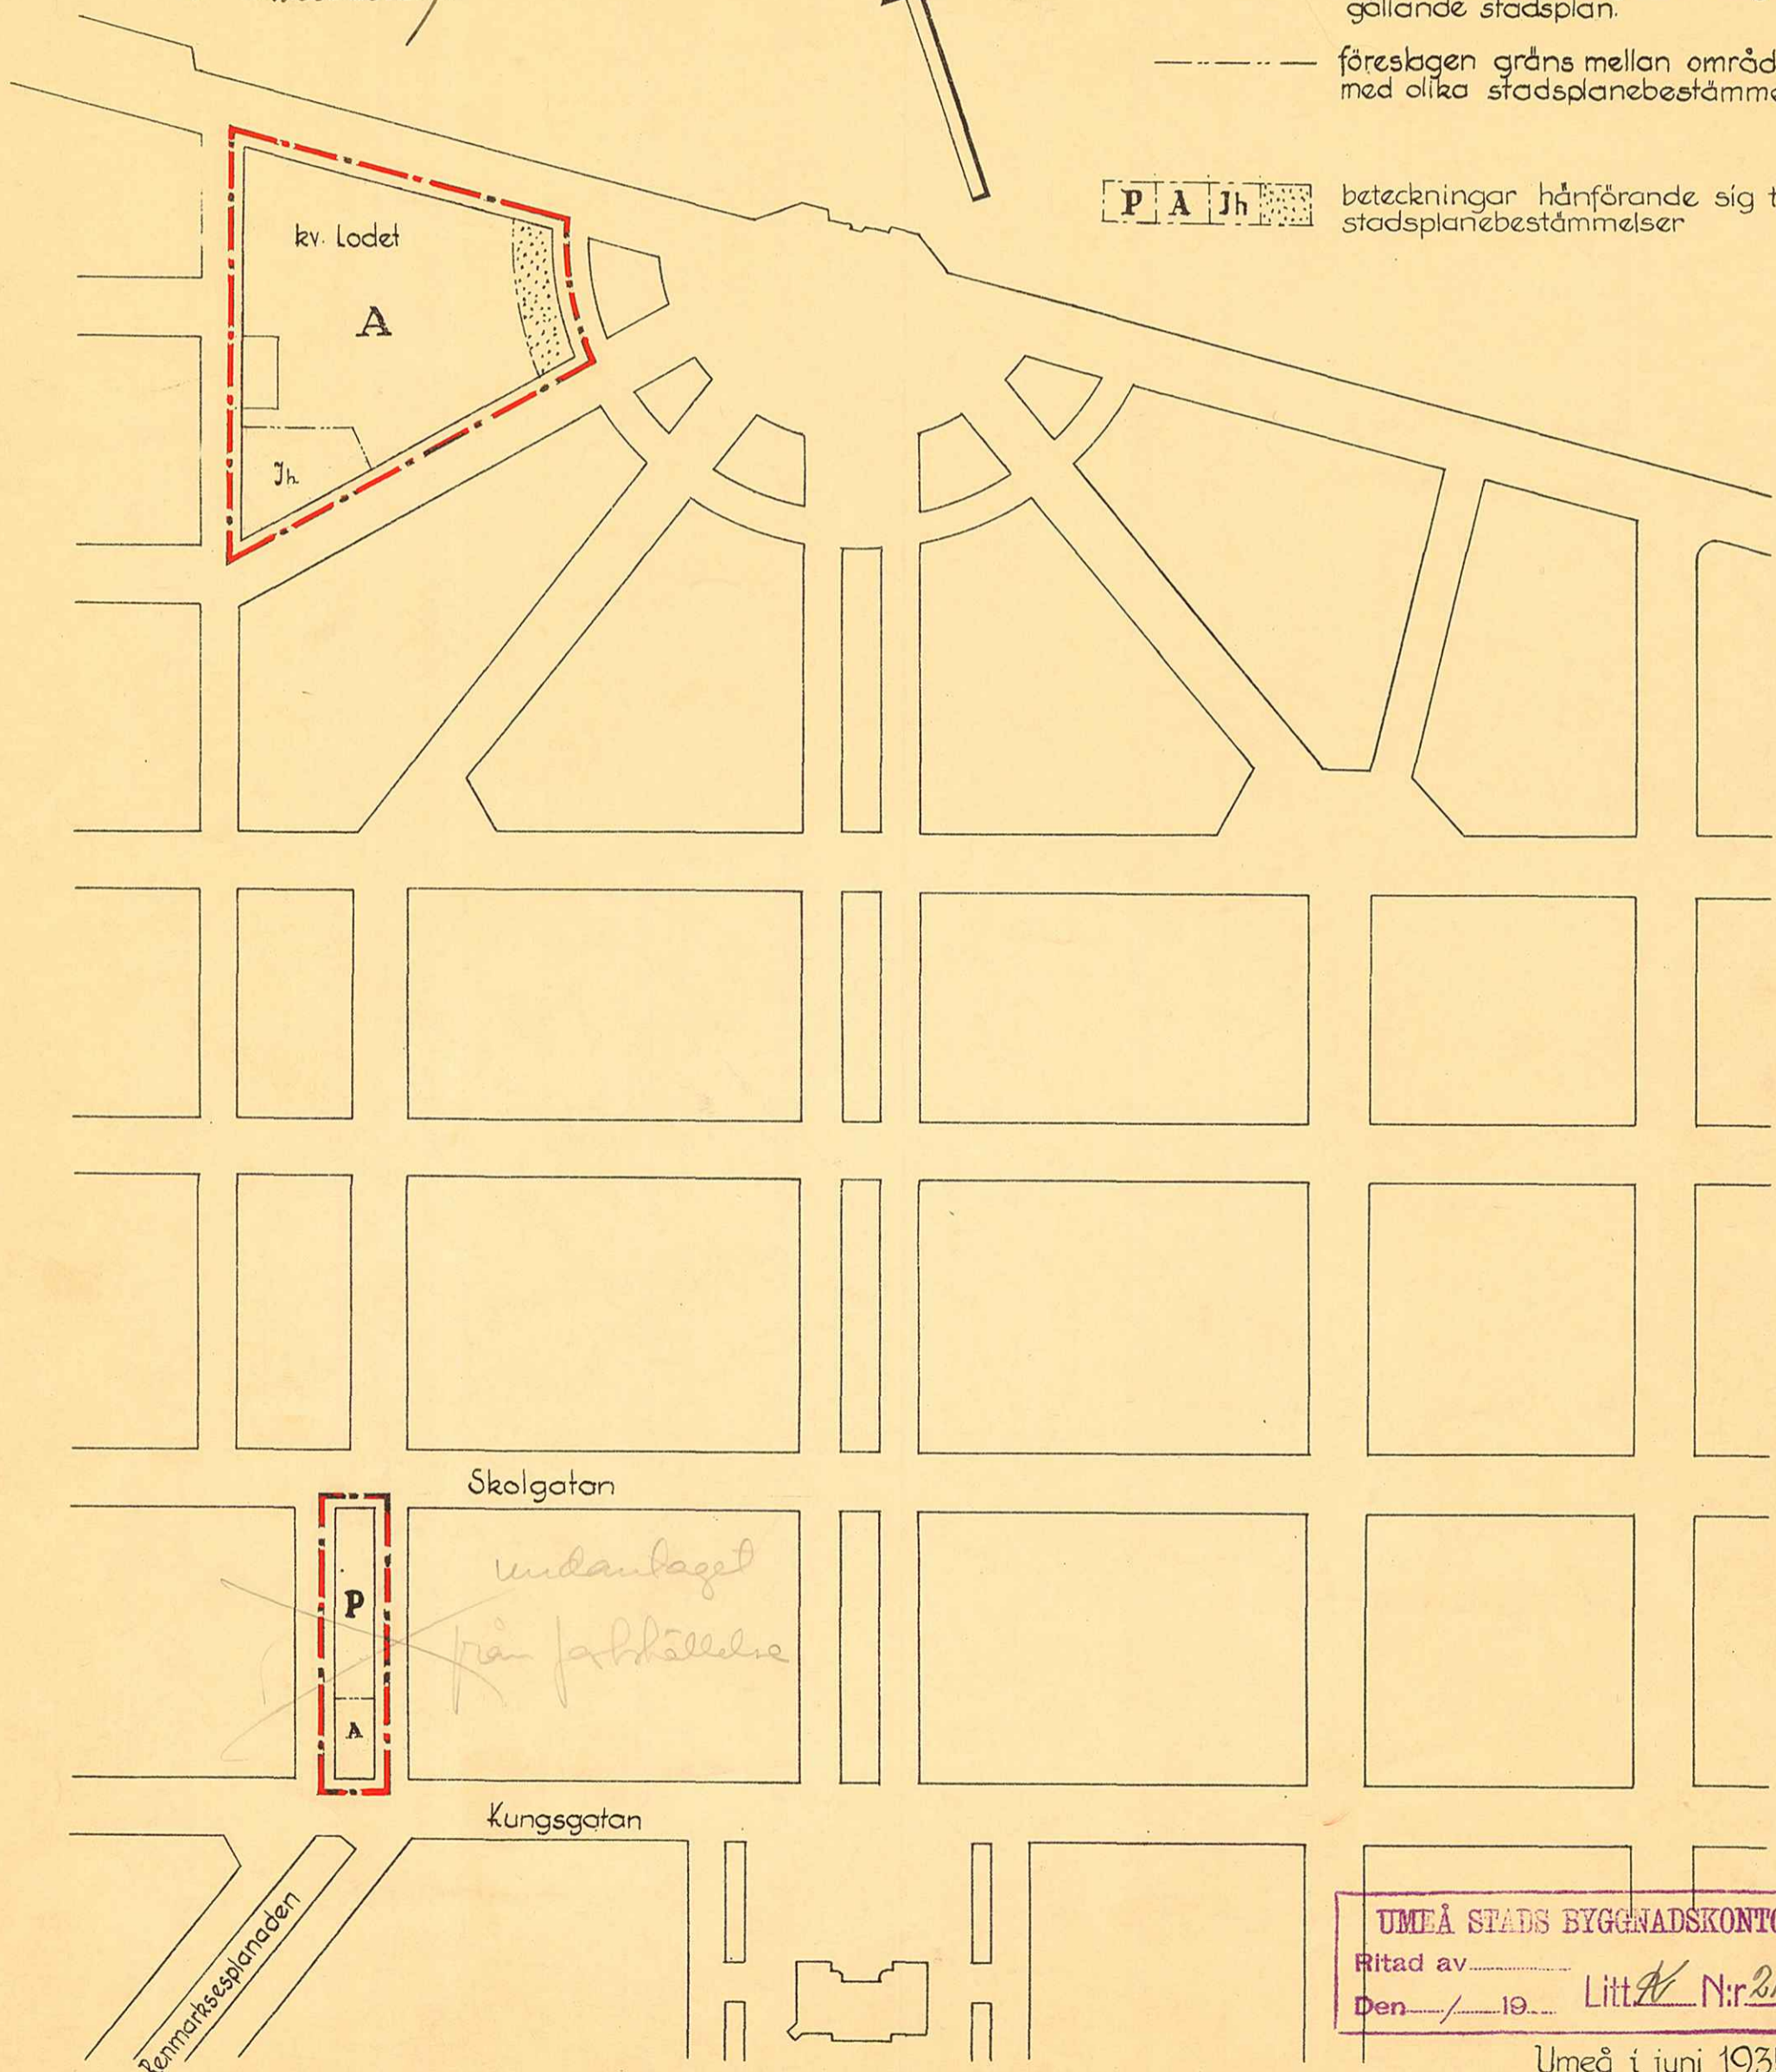 gällande stadsplan.
föreslagen gräns mellan områd
med olika stadsplanebestämme
P A Jh
beteckningar hänförande sig t
stadsplanebestämmelser
kv. Lodet
A
Jh
Skolgatan
undantaget
från
P
A
Kungsgatan
Renmarksesplanaden
UMEÅ STADS BYGGNADSKONTO
Ritad av
Den / 19
Litt. K N:r 2
Umeå i juni 193